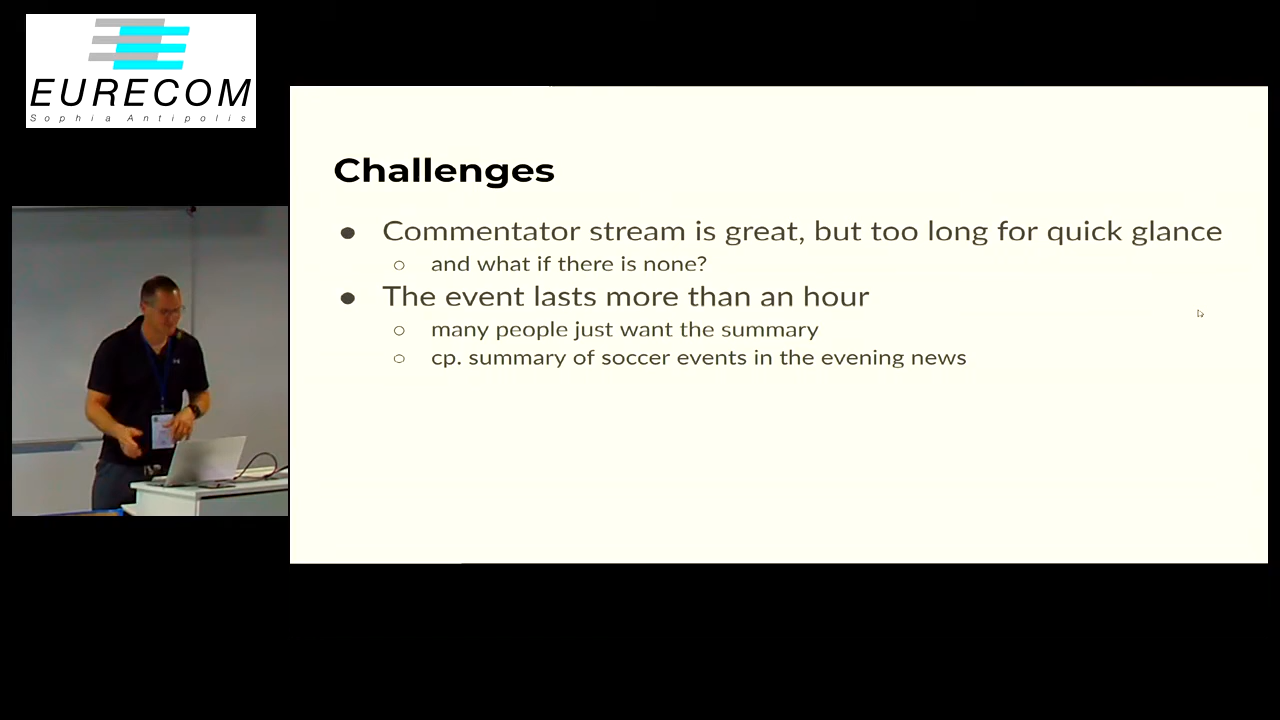 EURECOM
Sophia Antipolis
Challenges
● Commentator stream is great, but too long for quick glance
○ and what if there is none?
● The event lasts more than an hour
○ many people just want the summary
○ cp. summary of soccer events in the evening news